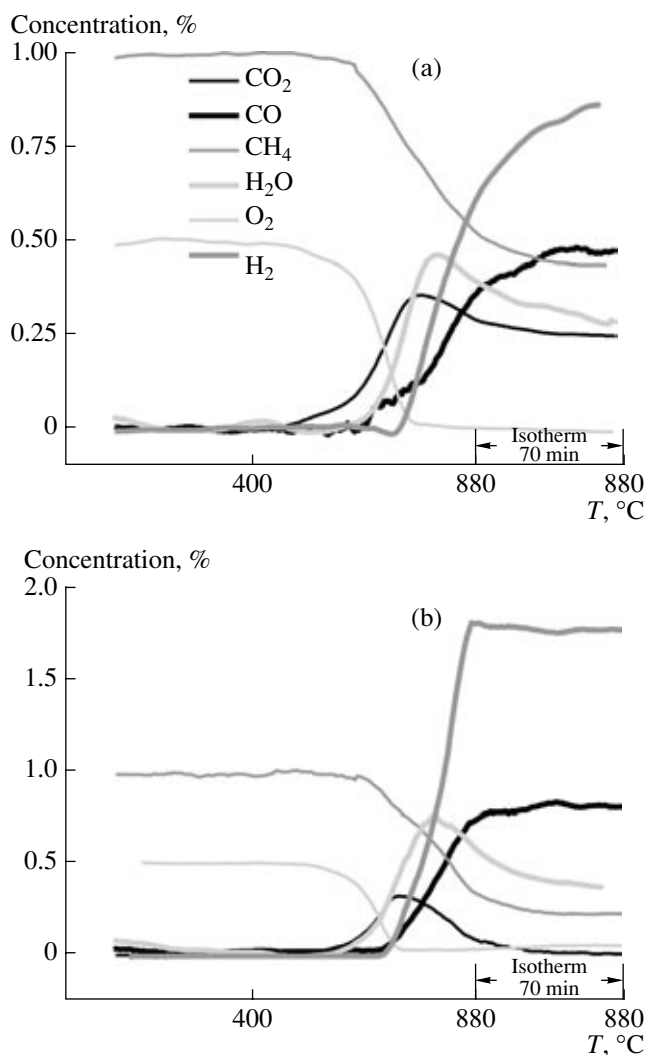 Concentration, %
1.00
(a)
CO₂
CO
0.75
CH₄
H₂O
0.50
O₂
H₂
0.25
0
Isotherm
70 min
400
880
880
T, °C
Concentration, %
2.0
(b)
1.5
1.0
0.5
0
Isotherm
70 min
400
880
880
T, °C